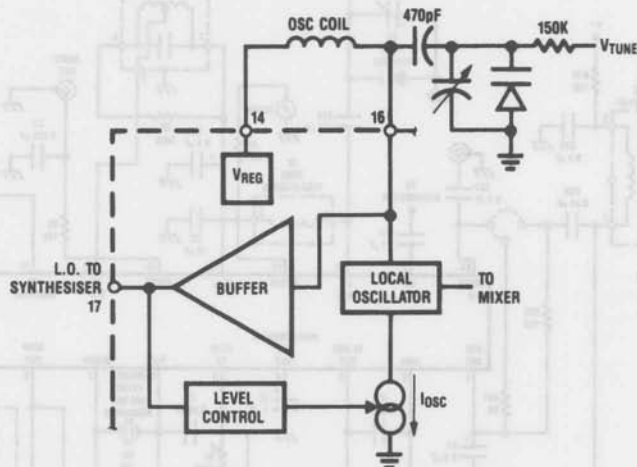 OSC COIL
470pF
150K
VTUNE
14
16
VREG
L.O. TO
SYNTHESISER
17
BUFFER
LOCAL
OSCILLATOR
TO
MIXER
LEVEL
CONTROL
IOSC